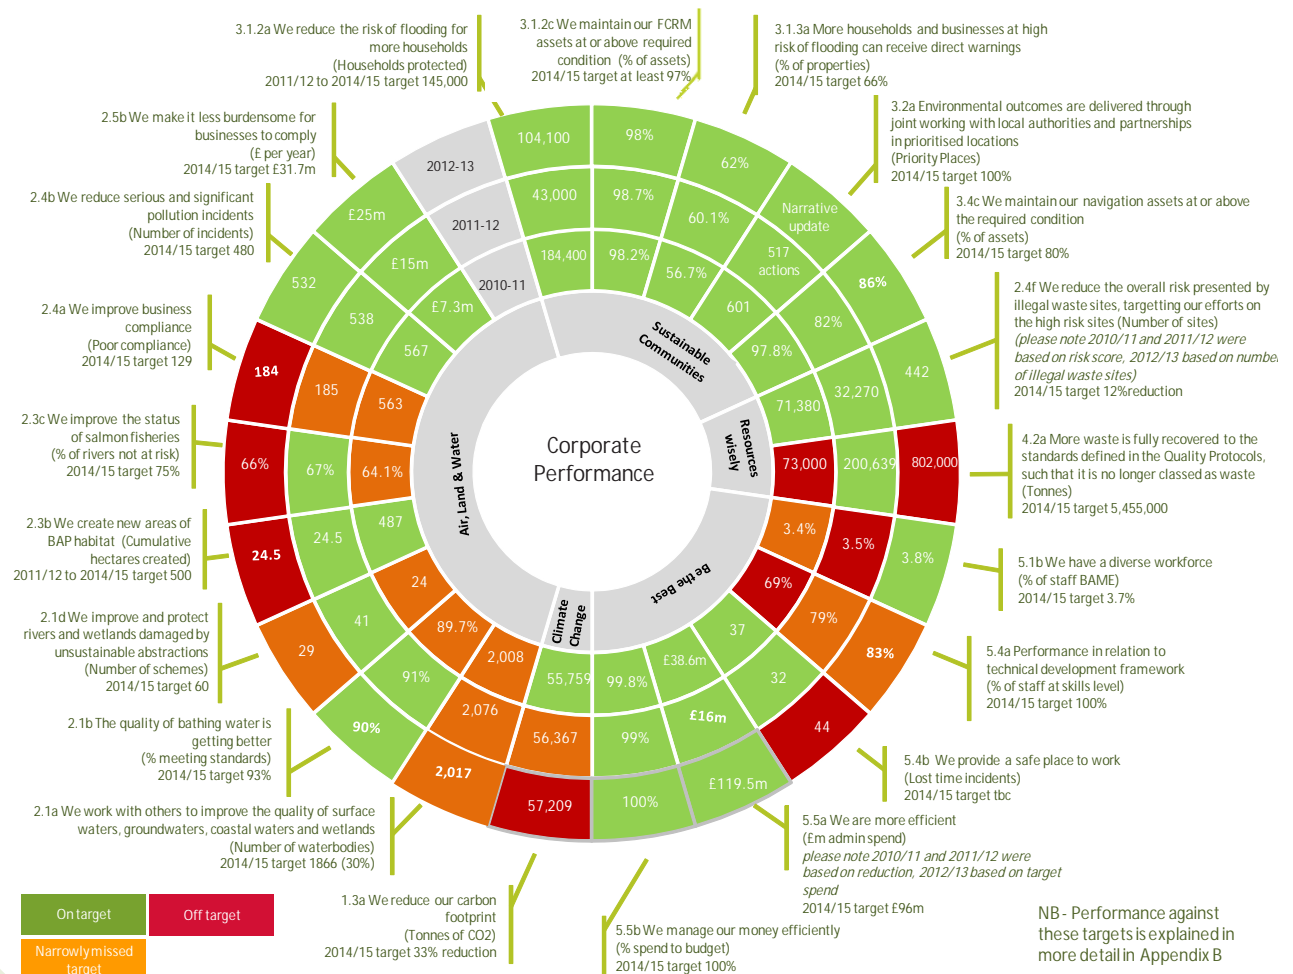 3.1.2a We reduce the risk of flooding for
more households
(Households protected)
2011/12 to 2014/15 target 145,000
3.1.2c We maintain our FCRM
assets at or above required
condition (% of assets)
2014/15 target at least 97%
3.1.3a More households and businesses at high
risk of flooding can receive direct warnings
(% of properties)
2014/15 target 66%
3.2a Environmental outcomes are delivered through
joint working with local authorities and partnerships
in prioritised locations
(Priority Places)
2014/15 target 100%
3.4c We maintain our navigation assets at or above
the required condition
(% of assets)
2014/15 target 80%
2.4f We reduce the overall risk presented by
illegal waste sites, targetting our efforts on
the high risk sites (Number of sites)
(please note 2010/11 and 2011/12 were
based on risk score, 2012/13 based on number
of illegal waste sites)
2014/15 target 12%reduction
4.2a More waste is fully recovered to the
standards defined in the Quality Protocols,
such that it is no longer classed as waste
(Tonnes)
2014/15 target 5,455,000
5.1b We have a diverse workforce
(% of staff BAME)
2014/15 target 3.7%
5.4a Performance in relation to
technical development framework
(% of staff at skills level)
2014/15 target 100%
5.4b We provide a safe place to work
(Lost time incidents)
2014/15 target tbc
5.5a We are more efficient
(£m admin spend)
please note 2010/11 and 2011/12 were
based on reduction, 2012/13 based on target
spend
2014/15 target £96m
5.5b We manage our money efficiently
(% spend to budget)
2014/15 target 100%
1.3a We reduce our carbon
footprint
(Tonnes of CO2)
2014/15 target 33% reduction
2.1a We work with others to improve the quality of surface
waters, groundwaters, coastal waters and wetlands
(Number of waterbodies)
2014/15 target 1866 (30%)
2.1b The quality of bathing water is
getting better
(% meeting standards)
2014/15 target 93%
2.1d We improve and protect
rivers and wetlands damaged by
unsustainable abstractions
(Number of schemes)
2014/15 target 60
2.3b We create new areas of
BAP habitat (Cumulative
hectares created)
2011/12 to 2014/15 target 500
2.3c We improve the status
of salmon fisheries
(% of rivers not at risk)
2014/15 target 75%
2.4a We improve business
compliance
(Poor compliance)
2014/15 target 129
2.4b We reduce serious and significant
pollution incidents
(Number of incidents)
2014/15 target 480
2.5b We make it less burdensome for
businesses to comply
(£ per year)
2014/15 target £31.7m
2012-13
2011-12
2010-11
104,100
43,000
184,400
98%
98.7%
98.2%
62%
60.1%
56.7%
Narrative
update
517
actions
601
86%
82%
97.8%
442
32,270
71,380
802,000
200,639
73,000
3.8%
3.5%
3.4%
83%
79%
69%
44
32
37
£119.5m
£16m
£38.6m
100%
99%
99.8%
57,209
56,367
55,759
2,017
2,076
2,008
90%
91%
89.7%
29
41
24
24.5
24.5
487
66%
67%
64.1%
184
185
563
532
538
567
£25m
£15m
£7.3m
Sustainable
Communities
Resources
wisely
Be the Best
Climate
Change
Air, Land & Water
Corporate
Performance
On target
Off target
Narrowly missed
target
NB- Performance against
these targets is explained in
more detail in Appendix B